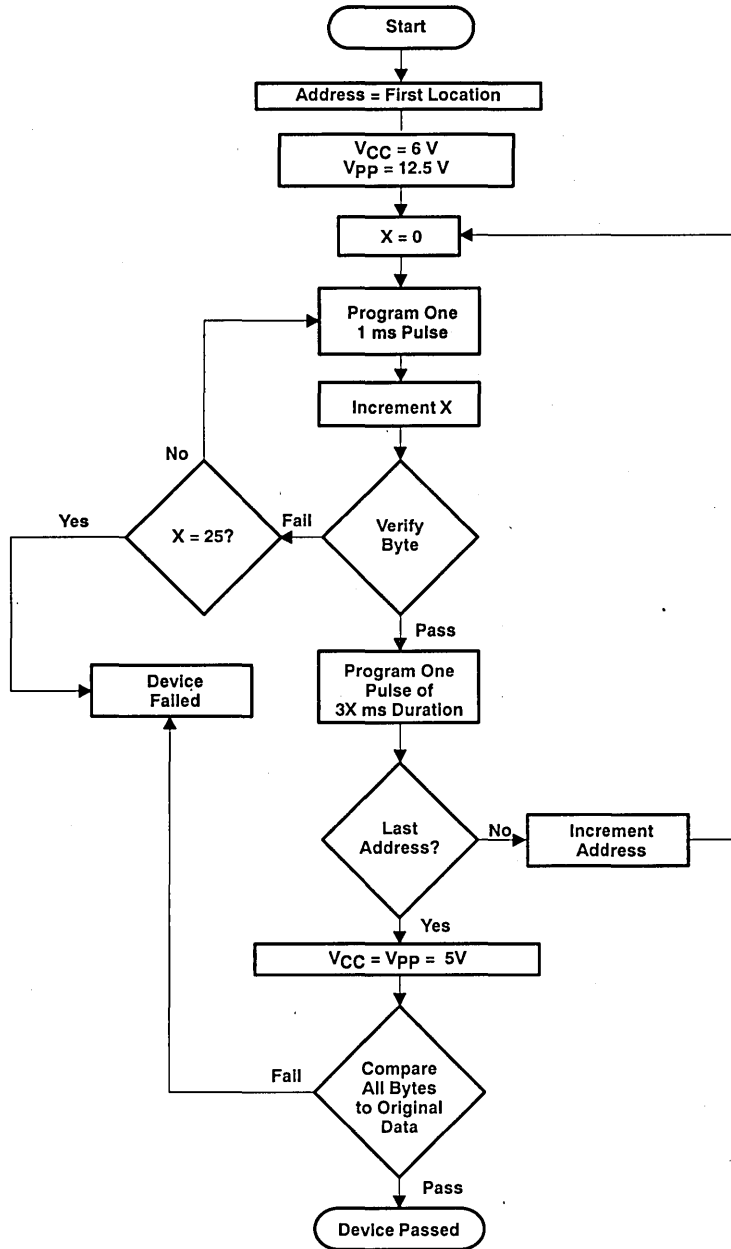 Start
Address = First Location
VCC = 6 V
VPP = 12.5 V
X = 0
Program One
1 ms Pulse
Increment X
No
Yes
X = 25?
Fail
Verify
Byte
Pass
Device
Failed
Program One
Pulse of
3X ms Duration
Last
Address?
No
Increment
Address
Yes
VCC = VPP = 5V
Fail
Compare
All Bytes
to Original
Data
Pass
Device Passed